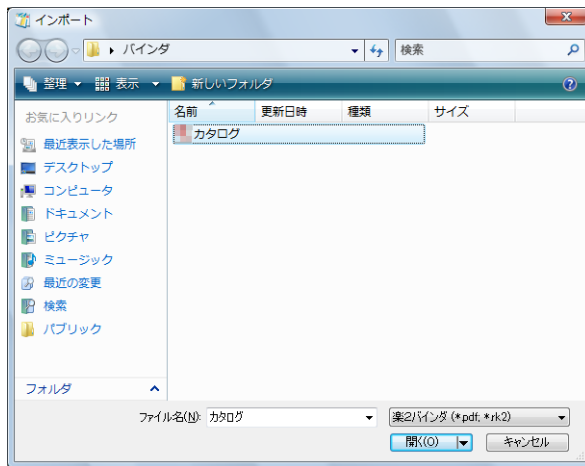 インポート
バインダ
検索
整理 表示 新しいフォルダ
お気に入りリンク
最近表示した場所
デスクトップ
コンピュータ
ドキュメント
ピクチャ
ミュージック
最近の変更
検索
パブリック
フォルダ
名前 更新日時 種類 サイズ
カタログ
ファイル名(N): カタログ
楽2バインダ (*.pdf; *.rk2)
開く(O) キャンセル